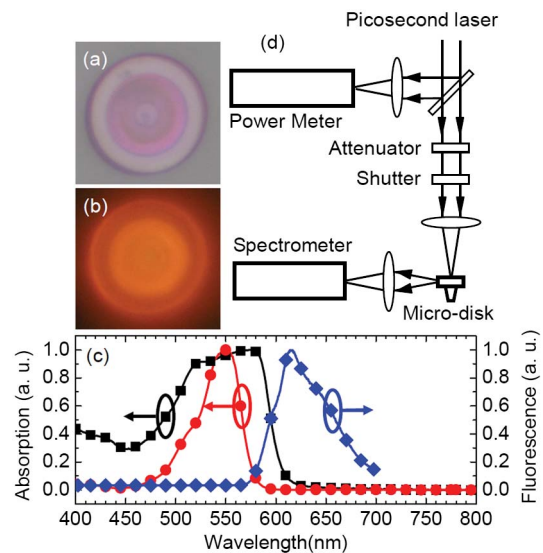 (a)
(b)
(d)
Picosecond laser
Power Meter
Attenuator
Shutter
Spectrometer
Micro-disk
(c)
Absorption (a. u.)
1.0
0.8
0.6
0.4
0.2
0.0
1.0
0.8
0.6
0.4
0.2
0.0
Fluorescence (a. u.)
400 450 500 550 600 650 700 750 800
Wavelength(nm)